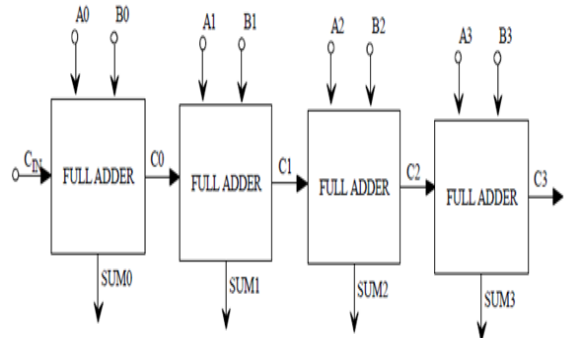 A0 B0
A1 B1
A2 B2
A3 B3
CIN
FULL ADDER
C0
FULL ADDER
C1
FULL ADDER
C2
FULL ADDER
C3
SUM0
SUM1
SUM2
SUM3